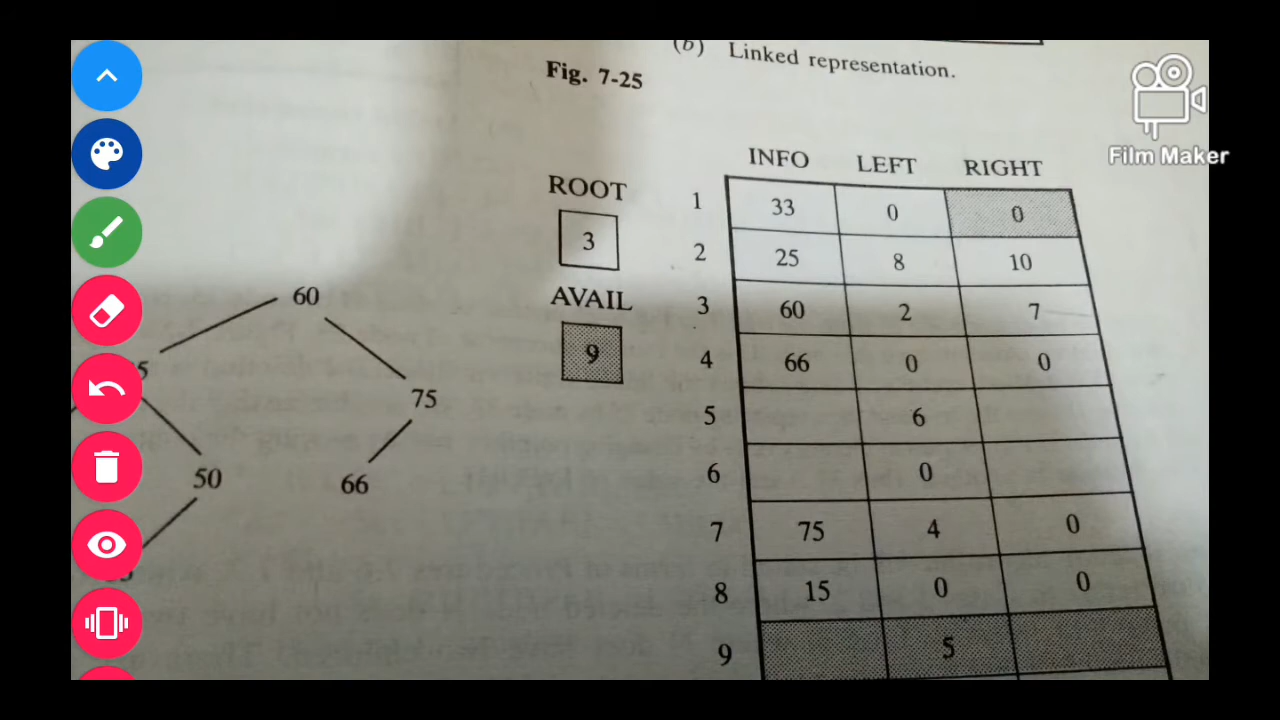 (b) Linked representation.
Fig. 7-25
Film Maker
INFO LEFT RIGHT
ROOT
3
AVAIL
9
1 33 0 0
2 25 8 10
3 60 2 7
4 66 0 0
5 6
6 0
7 75 4 0
8 15 0 0
9 5
60
75
50
66